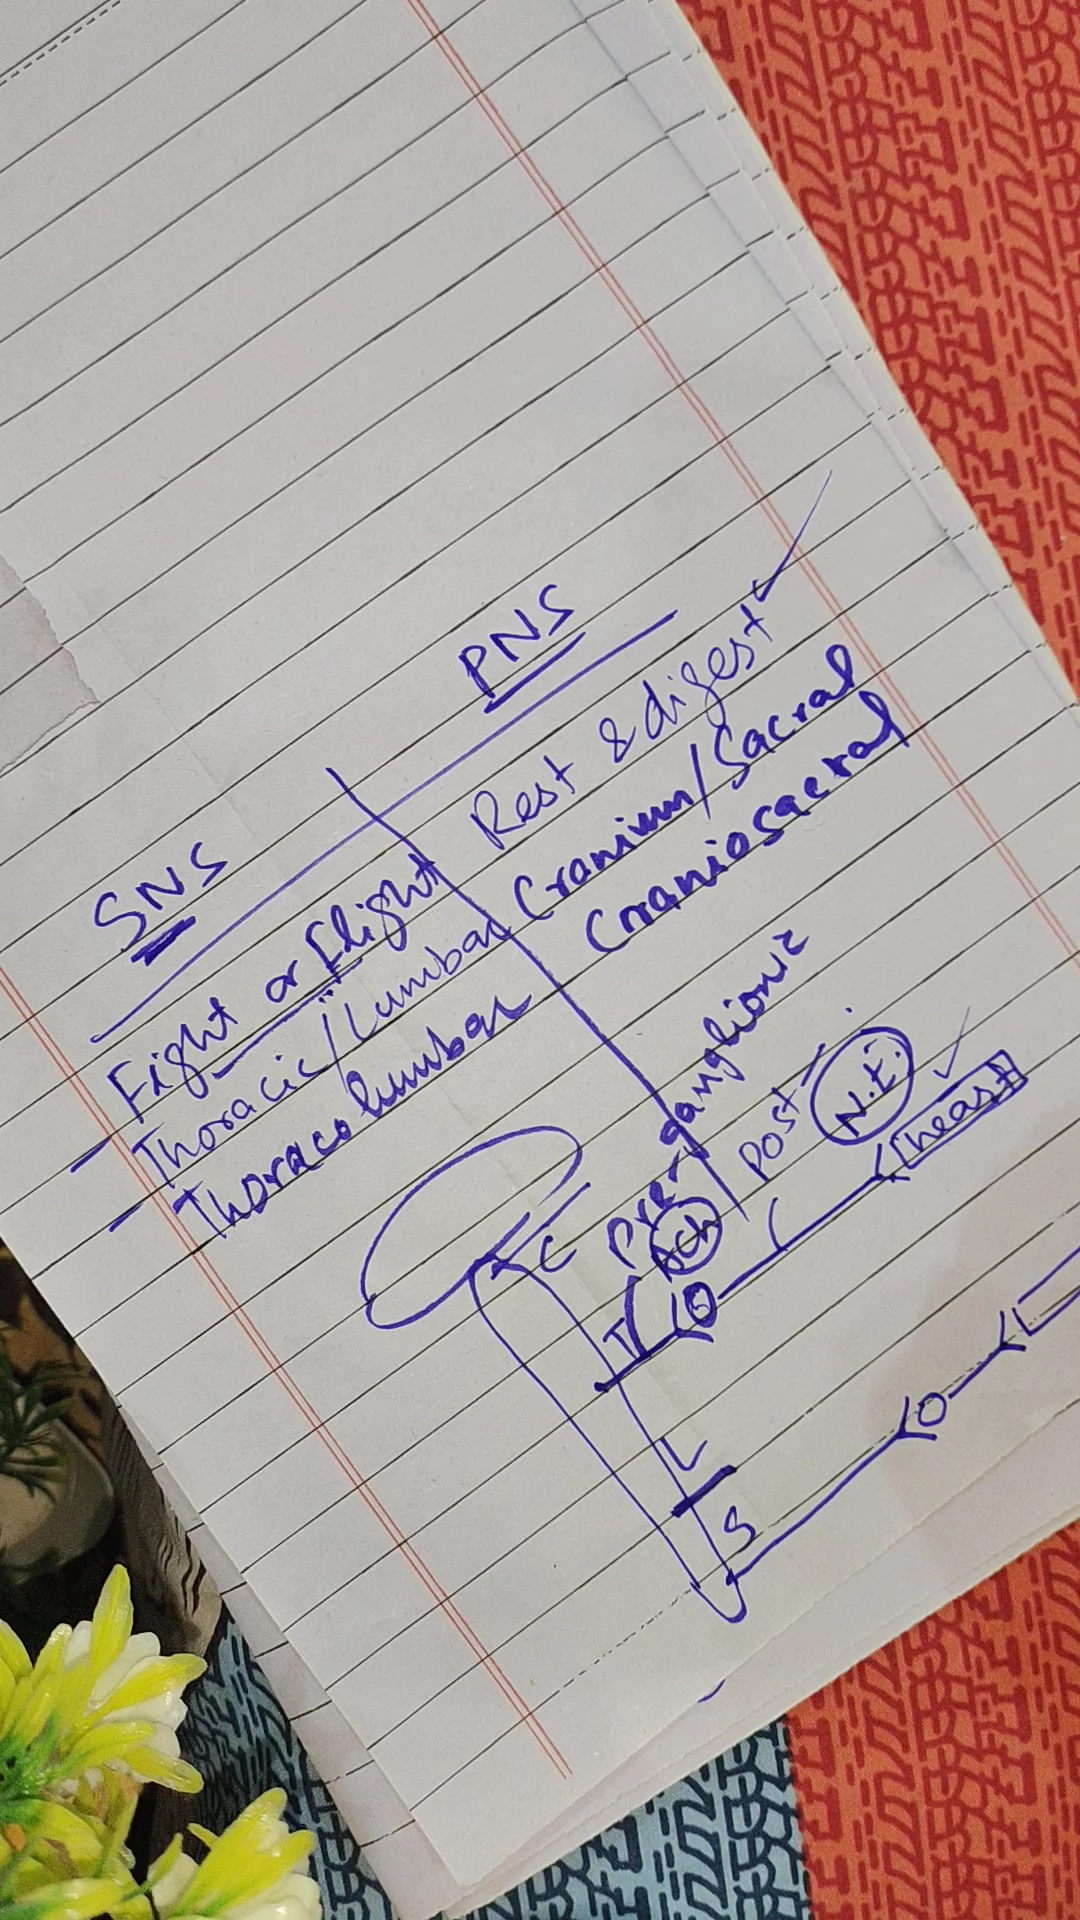 SNS PNS
Fight or Flight Rest & digest
Thoracic/Lumbar Cranium/Sacral
Thoracolumbar Craniosacral
Pre-ganglionic
Post
ACh N.E.
heart
C
T
L
S